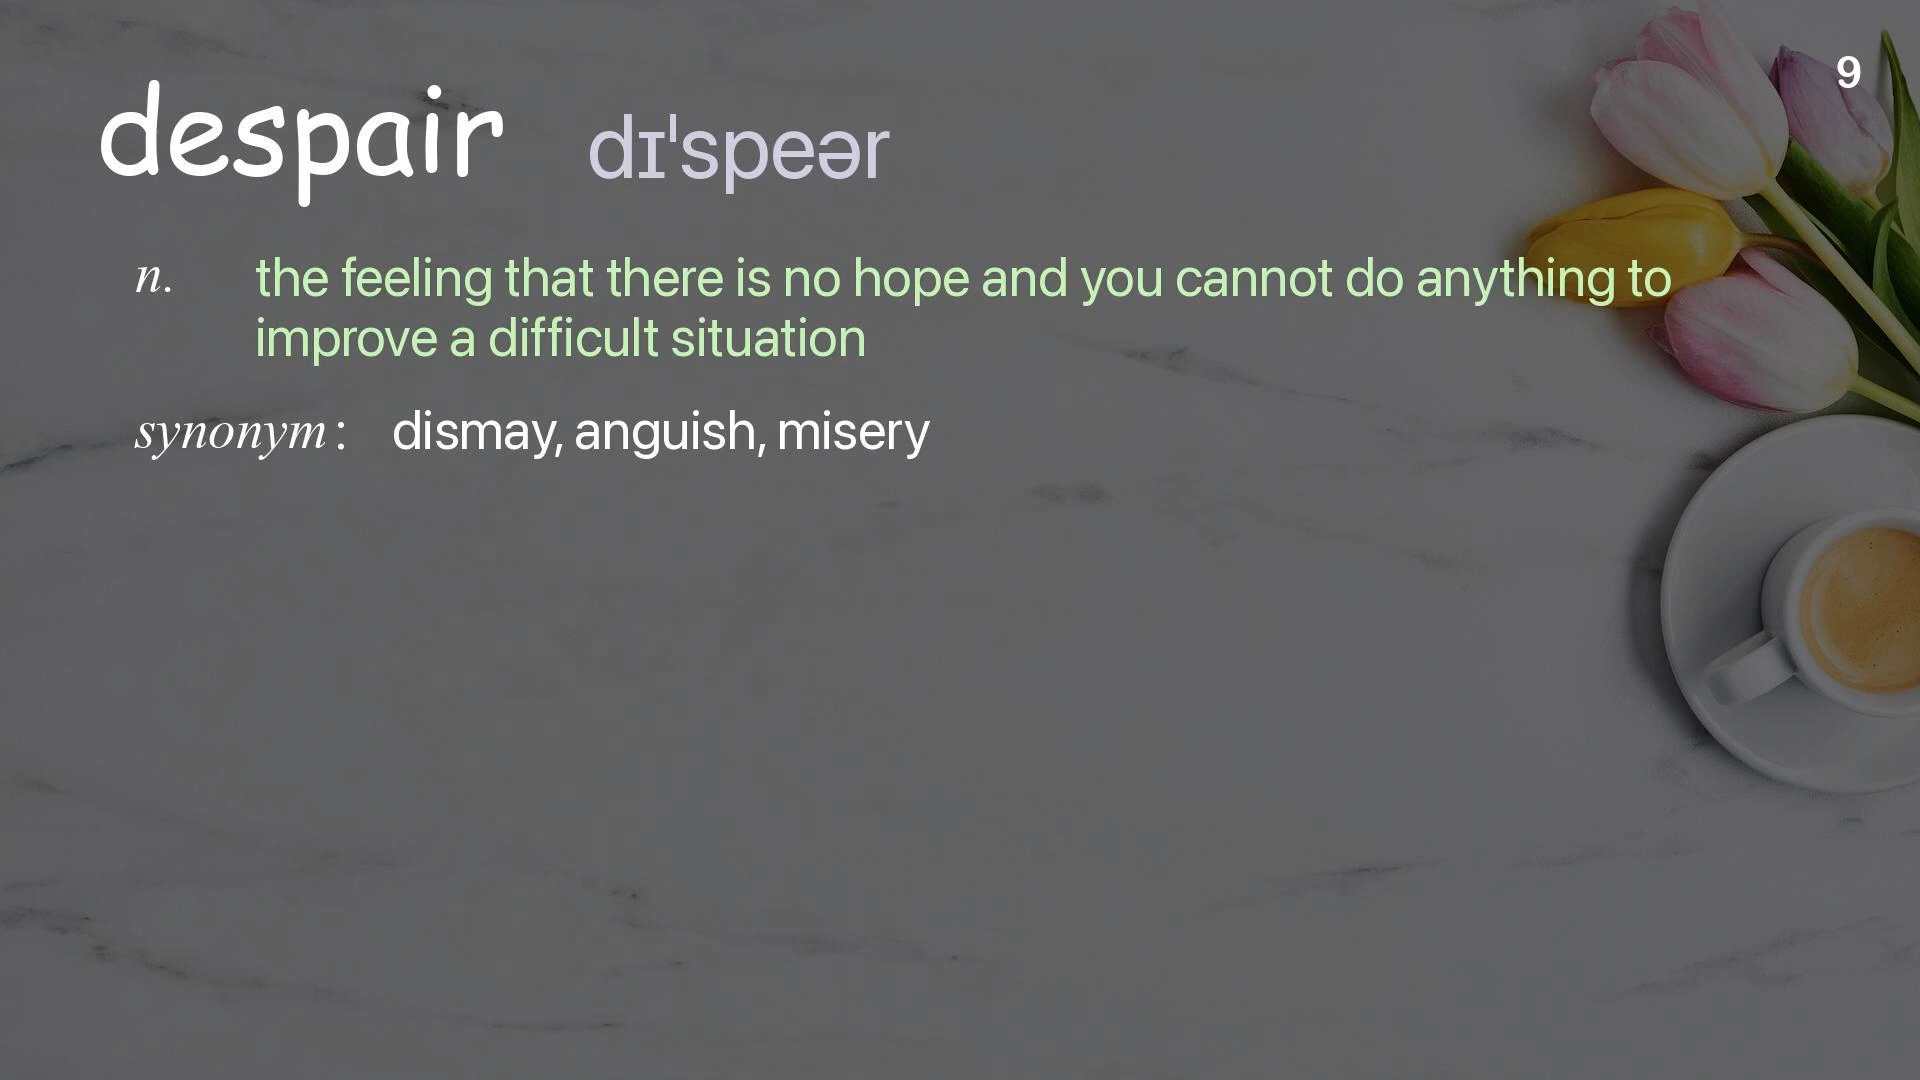 9
despair dɪˈspeər
n. the feeling that there is no hope and you cannot do anything to
improve a difficult situation
synonym: dismay, anguish, misery